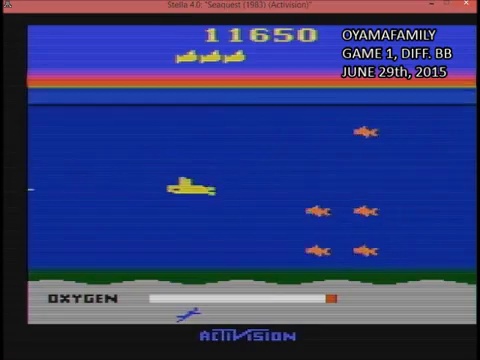 Stella 4.0: "Seaquest (1983) (Activision)"
11650
OYAMAFAMILY
GAME 1, DIFF. BB
JUNE 29th, 2015
OXYGEN
ACTIVISION